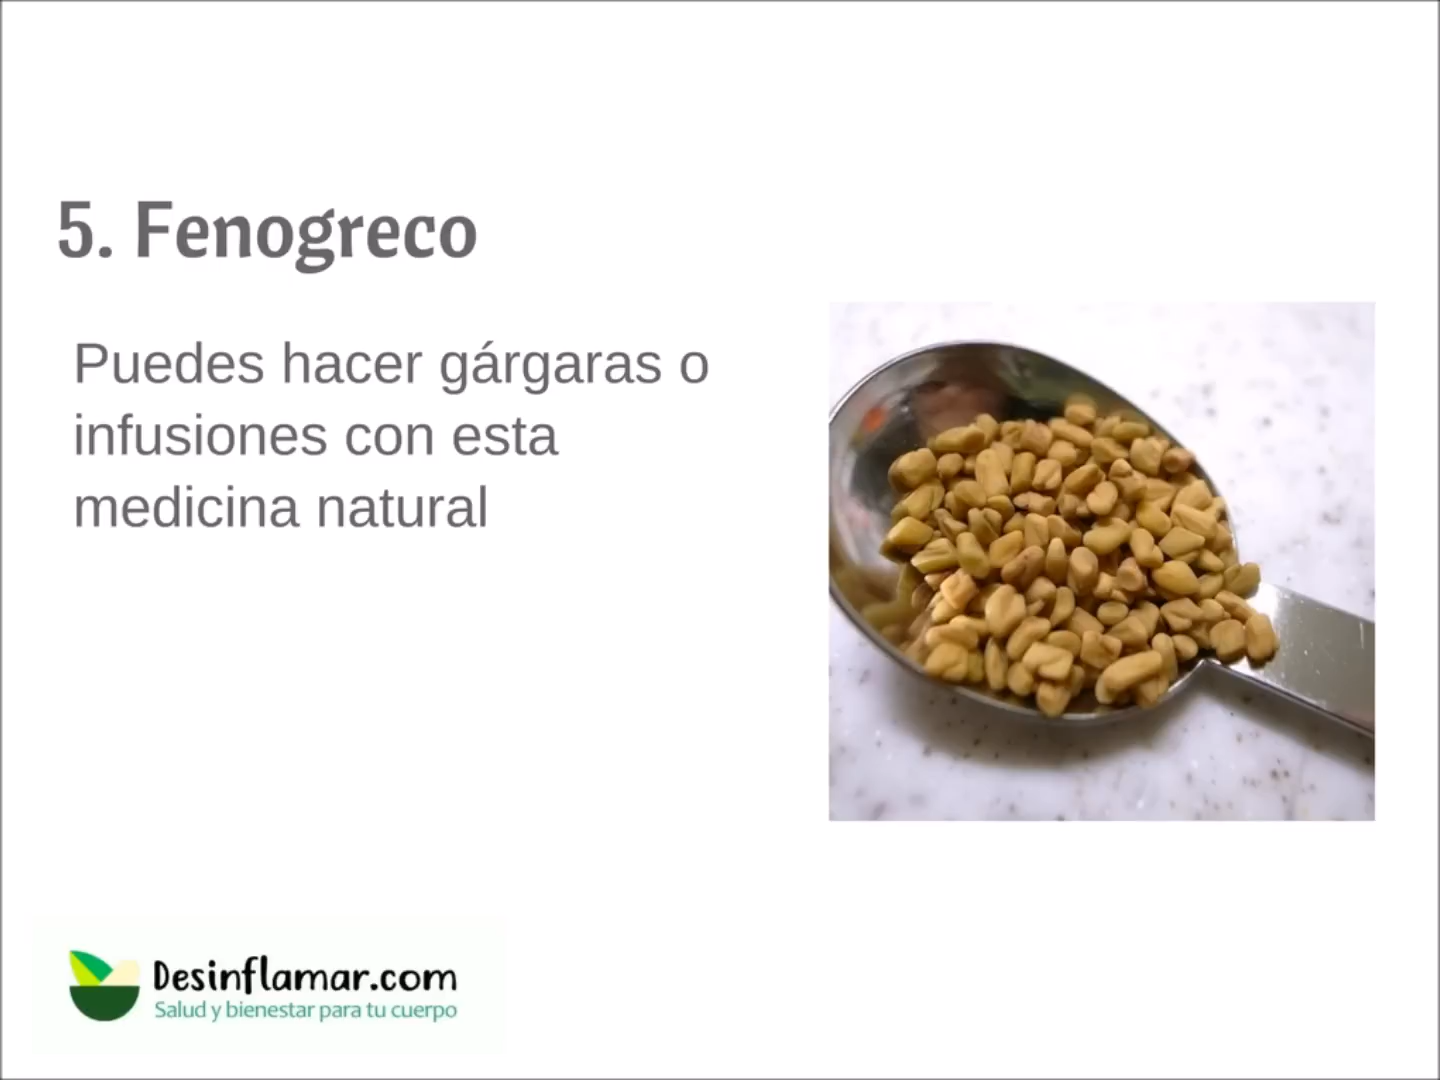 5. Fenogreco
Puedes hacer gárgaras o
infusiones con esta
medicina natural
Desinflamar.com
Salud y bienestar para tu cuerpo